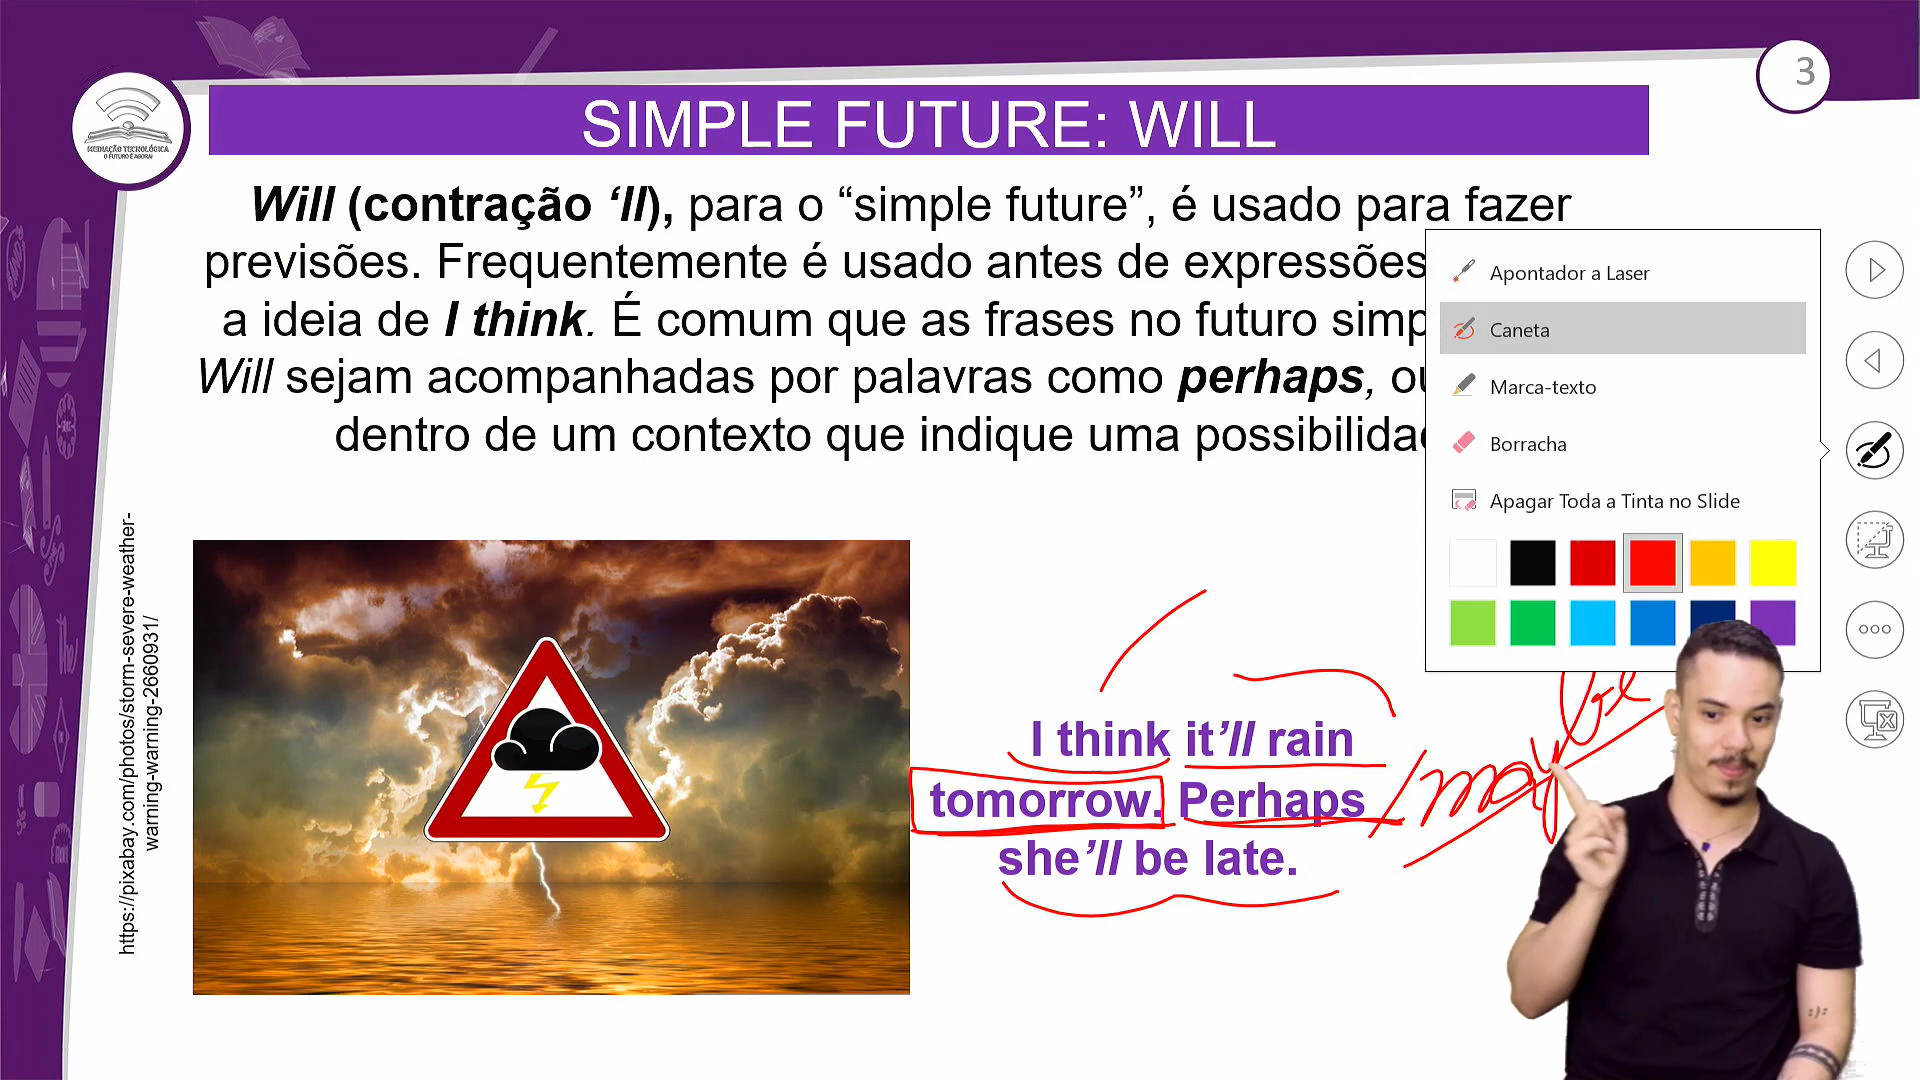 3
MEDIAÇÃO TECNOLÓGICA
O FUTURO É AGORA!
SIMPLE FUTURE: WILL
Will (contração ‘ll), para o “simple future”, é usado para fazer
previsões. Frequentemente é usado antes de expressões
a ideia de I think. É comum que as frases no futuro simp
Will sejam acompanhadas por palavras como perhaps, ou
dentro de um contexto que indique uma possibilidad
Apontador a Laser
Caneta
Marca-texto
Borracha
Apagar Toda a Tinta no Slide
https://pixabay.com/photos/storm-severe-weather-
warning-warning-2660931/
I think it’ll rain
tomorrow. Perhaps
she’ll be late.
/maybe